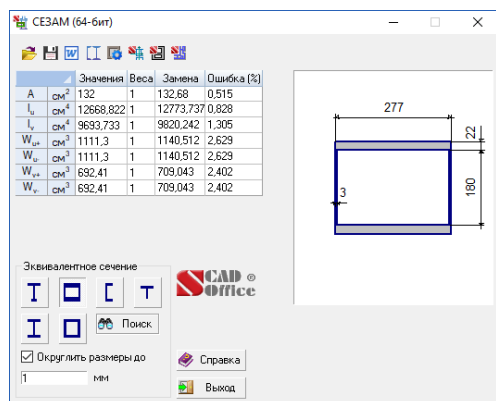 СЕЗАМ (64-бит)
Значения Веса Замена Ошибка (%)
A см2 132 1 132,68 0,515
Iu см4 12668,822 1 12773,737 0,828
Iv см4 9693,733 1 9820,242 1,305
Wu+ см3 1111,3 1 1140,512 2,629
Wu- см3 1111,3 1 1140,512 2,629
Wv+ см3 692,41 1 709,043 2,402
Wv- см3 692,41 1 709,043 2,402
277
22
180
3
Эквивалентное сечение
SCAD ®
Office
Поиск
Округлить размеры до
1 мм
Справка
Выход